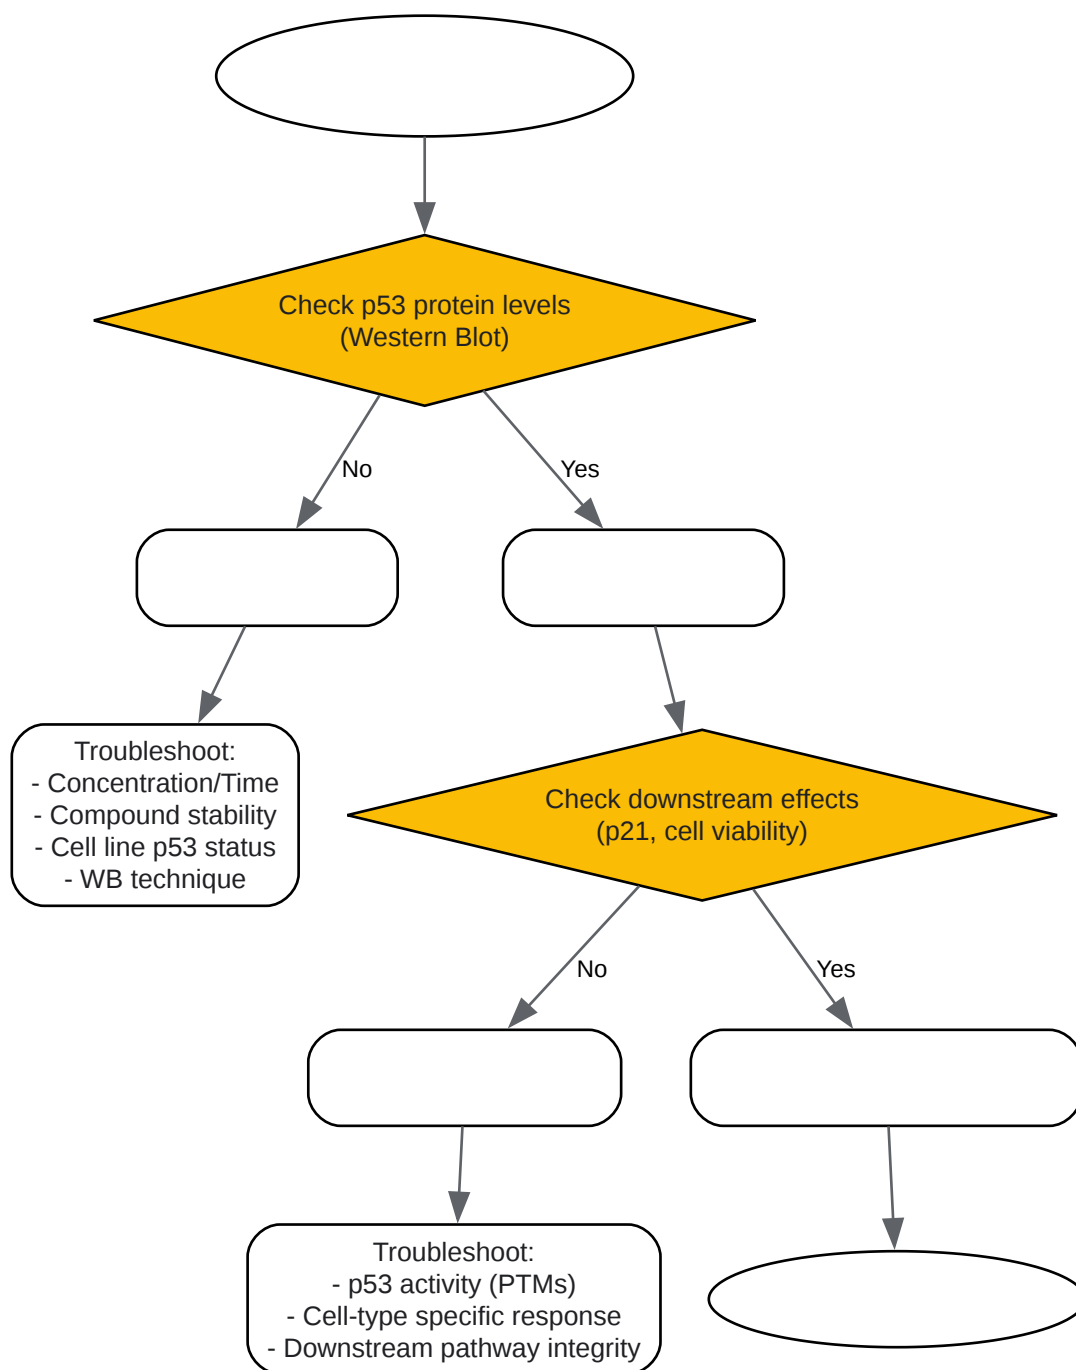 Check p53 protein levels
(Western Blot)
No
Yes
Troubleshoot:
- Concentration/Time
- Compound stability
- Cell line p53 status
- WB technique
Check downstream effects
(p21, cell viability)
No
Yes
Troubleshoot:
- p53 activity (PTMs)
- Cell-type specific response
- Downstream pathway integrity